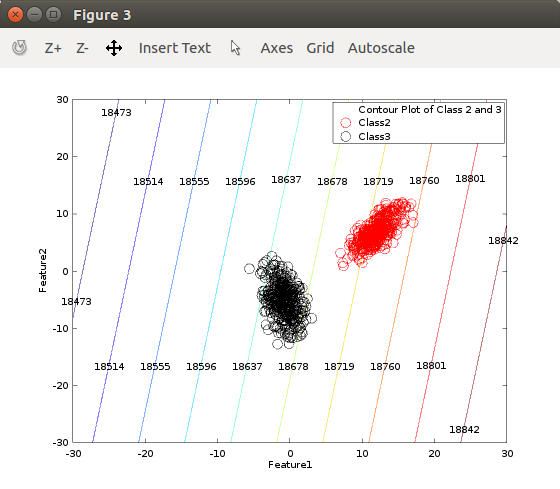 Figure 3
Z+ Z- Insert Text Axes Grid Autoscale
30
20
10
0
-10
-20
-30
Feature2
Contour Plot of Class 2 and 3
Class2
Class3
18473
18514 18555 18596 18637 18678 18719 18760 18801
18842
18473
18514 18555 18596 18637 18678 18719 18760 18801
18842
-30 -20 -10 0 10 20 30
Feature1